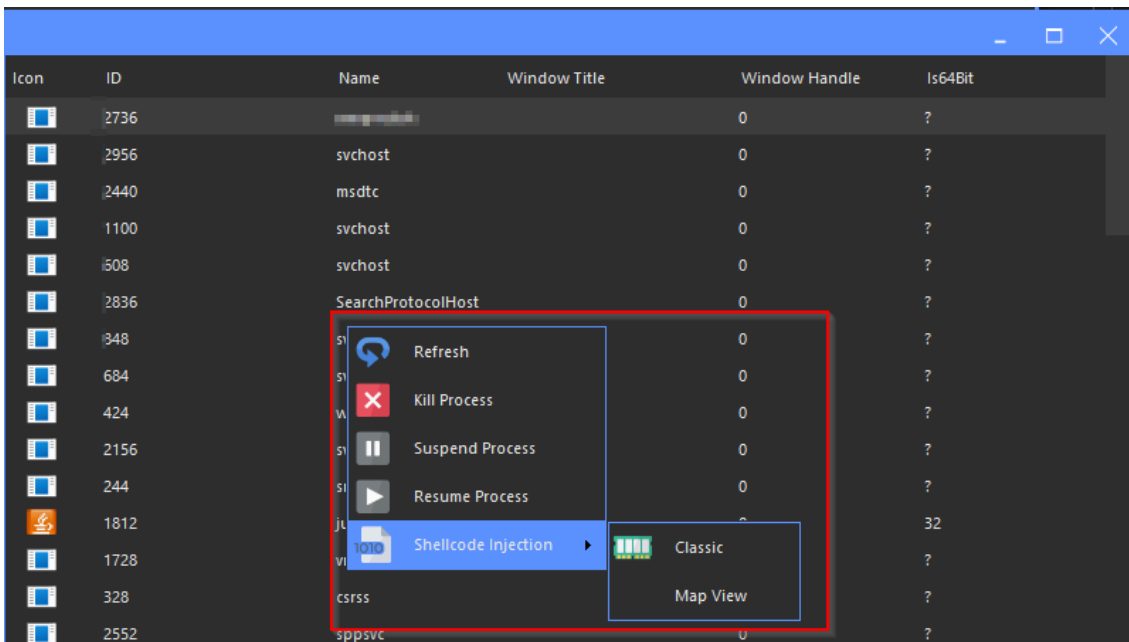 Icon ID Name Window Title Window Handle Is64Bit
2736 0 ?
2956 svchost 0 ?
2440 msdtc 0 ?
1100 svchost 0 ?
608 svchost 0 ?
2836 SearchProtocolHost 0 ?
848 0 ?
Refresh
684 0 ?
Kill Process
424 0 ?
2156 0 ?
Suspend Process
244 0 ?
Resume Process
1812 32
Shellcode Injection Classic
1728 ?
328 csrss Map View ?
2552 sppsvc 0 ?
1010